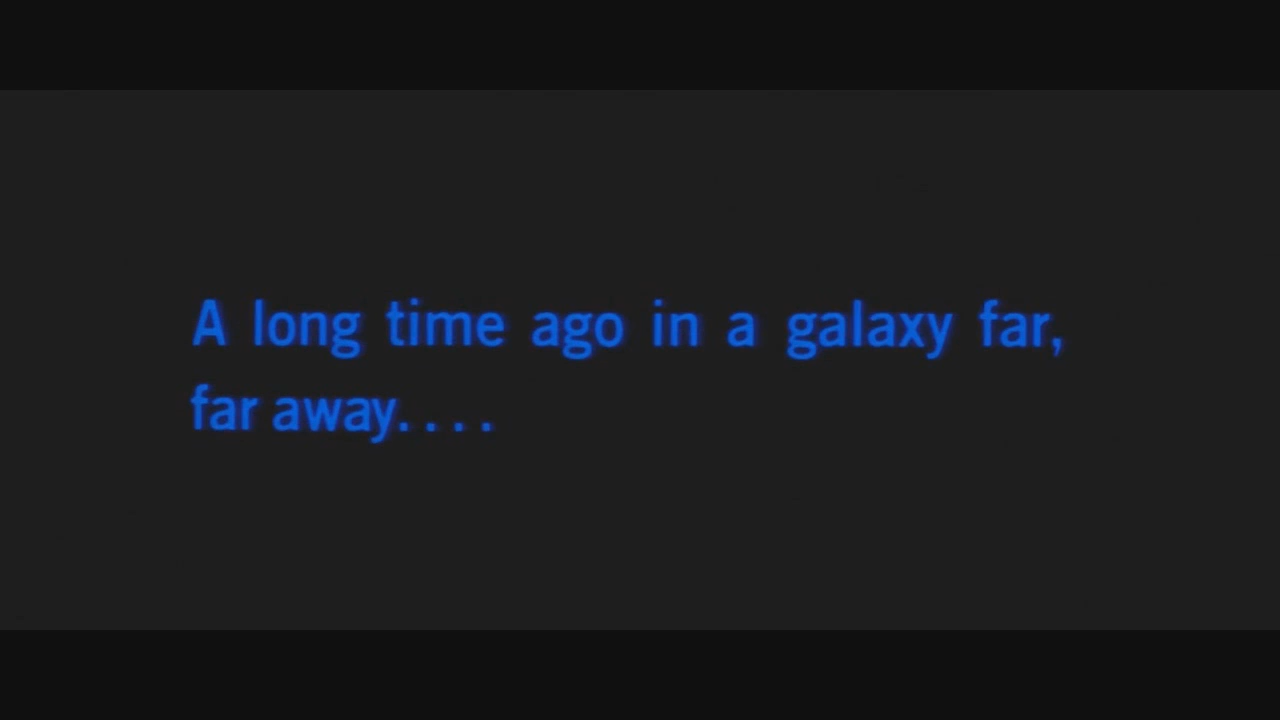 A long time ago in a galaxy far,
far away. . . .